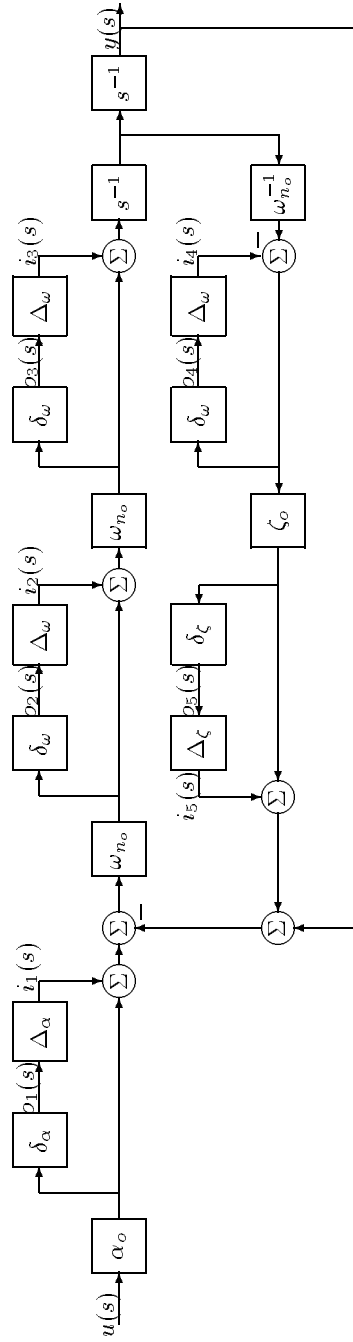 u(s)
α_o
δ_α
o_1(s)
Δ_α
i_1(s)
Σ
Σ
−
ω_{n_o}
δ_ω
o_2(s)
Δ_ω
i_2(s)
Σ
ω_{n_o}
δ_ω
o_3(s)
Δ_ω
i_3(s)
Σ
s^{−1}
s^{−1}
y(s)
Σ
Σ
i_5(s)
Δ_ζ
o_5(s)
δ_ζ
ζ_o
δ_ω
o_4(s)
Δ_ω
i_4(s)
Σ
−
ω_{n_o}^{−1}